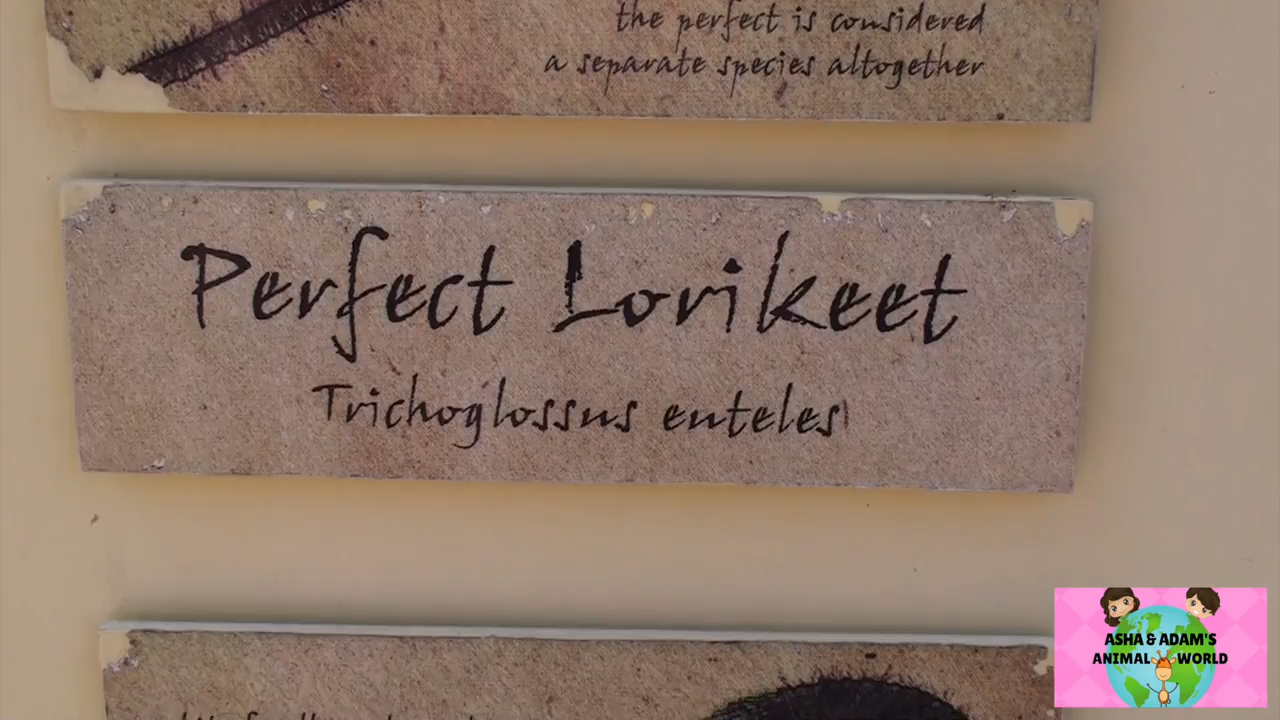 the perfect is considered
a separate species altogether
Perfect Lorikeet
Trichoglossus euteles
ASHA & ADAM'S
ANIMAL WORLD